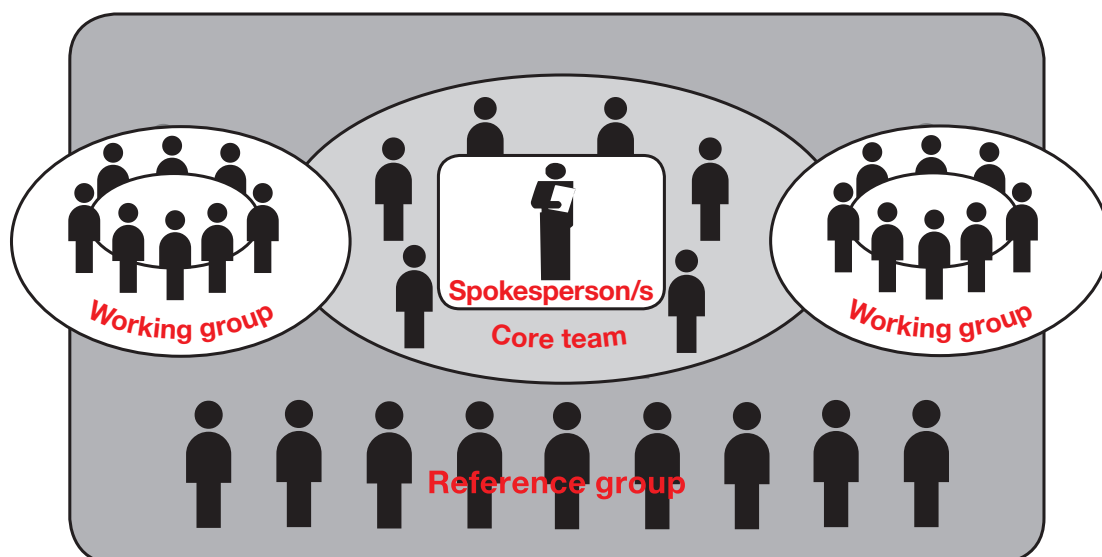 Spokesperson/s
Working group
Core team
Working group
Reference group